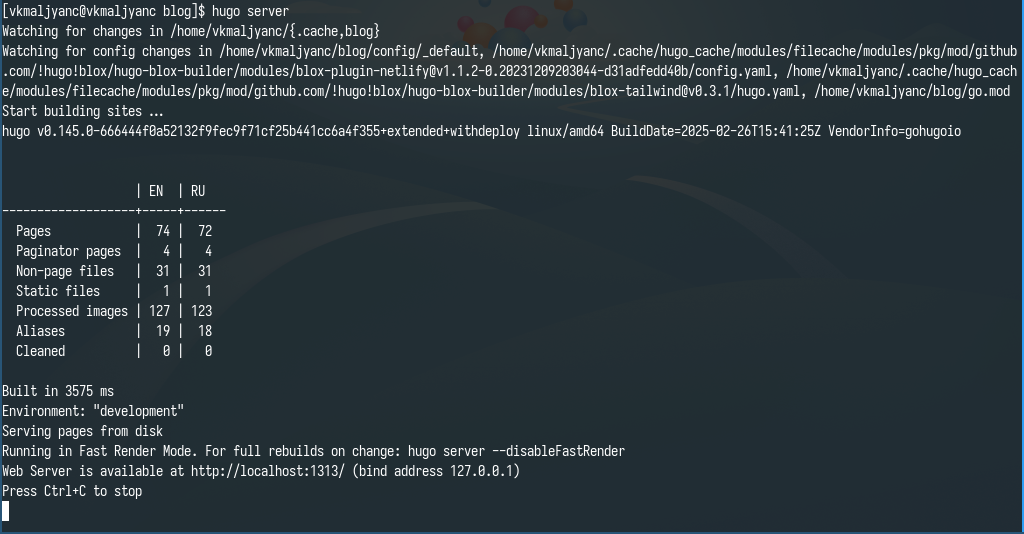 [vkmaljyanc@vkmaljyanc blog]$ hugo server
Watching for changes in /home/vkmaljyanc/{.cache,blog}
Watching for config changes in /home/vkmaljyanc/blog/config/_default, /home/vkmaljyanc/.cache/hugo_cache/modules/filecache/modules/pkg/mod/github
.com/!hugo!blox/hugo-blox-builder/modules/blox-plugin-netlify@v1.1.2-0.20231209203044-d31adfedd40b/config.yaml, /home/vkmaljyanc/.cache/hugo_cach
e/modules/filecache/modules/pkg/mod/github.com/!hugo!blox/hugo-blox-builder/modules/blox-tailwind@v0.3.1/hugo.yaml, /home/vkmaljyanc/blog/go.mod
Start building sites …
hugo v0.145.0-666444f0a52132f9fec9f71cf25b441cc6a4f355+extended+withdeploy linux/amd64 BuildDate=2025-02-26T15:41:25Z VendorInfo=gohugoio
                   | EN  | RU
-------------------+-----+------
  Pages            |  74 |  72
  Paginator pages  |   4 |   4
  Non-page files   |  31 |  31
  Static files     |   1 |   1
  Processed images | 127 | 123
  Aliases          |  19 |  18
  Cleaned          |   0 |   0
Built in 3575 ms
Environment: "development"
Serving pages from disk
Running in Fast Render Mode. For full rebuilds on change: hugo server --disableFastRender
Web Server is available at http://localhost:1313/ (bind address 127.0.0.1)
Press Ctrl+C to stop